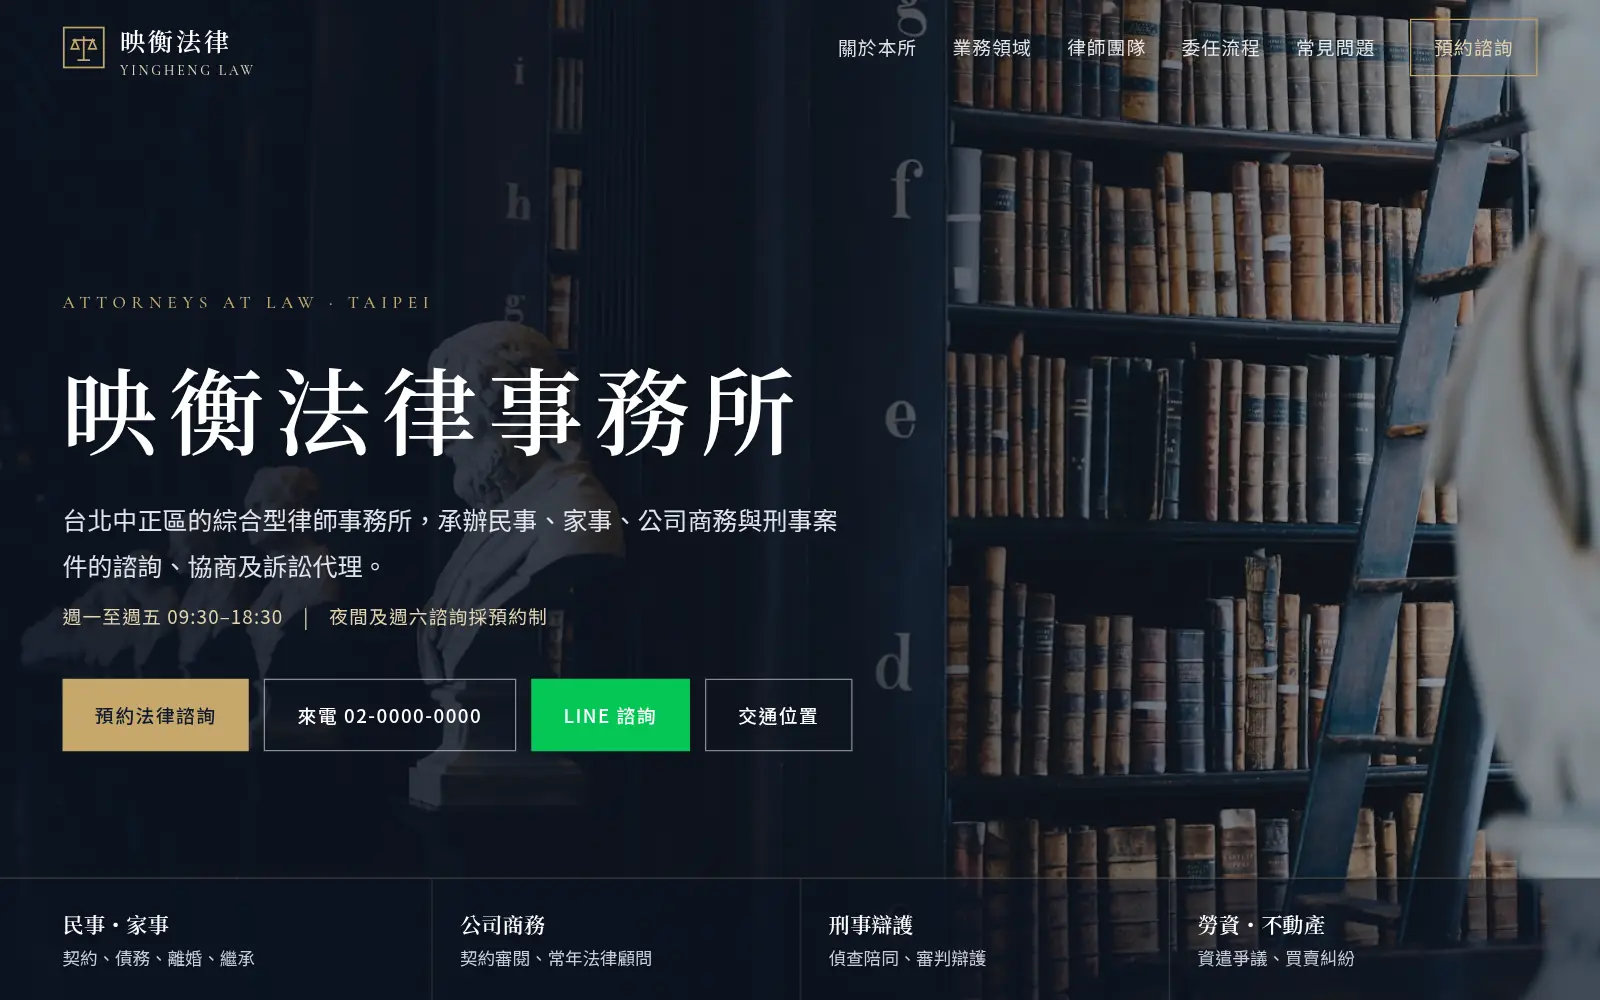 映衡法律
YINGHENG LAW
關於本所
業務領域
律師團隊
委任流程
常見問題
預約諮詢
i
g
h
f
g
e
d
ATTORNEYS AT LAW · TAIPEI
映衡法律事務所
台北中正區的綜合型律師事務所，承辦民事、家事、公司商務與刑事案
件的諮詢、協商及訴訟代理。
週一至週五 09:30–18:30 | 夜間及週六諮詢採預約制
預約法律諮詢
來電 02-0000-0000
LINE 諮詢
交通位置
民事・家事
契約、債務、離婚、繼承
公司商務
契約審閱、常年法律顧問
刑事辯護
偵查陪同、審判辯護
勞資・不動產
資遣爭議、買賣糾紛